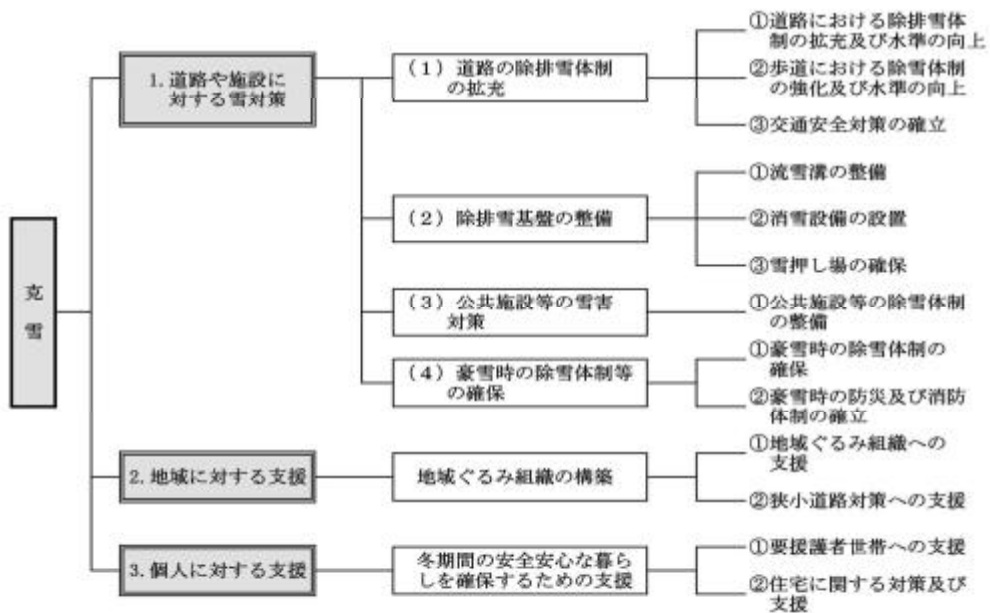 克
雪
1. 道路や施設に
対する雪対策
(1) 道路の除排雪体制
の拡充
①道路における除排雪体
制の拡充及び水準の向上
②歩道における除雪体制
の強化及び水準の向上
③交通安全対策の確立
(2) 除排雪基盤の整備
①流雪溝の整備
②消雪設備の設置
③雪押し場の確保
(3) 公共施設等の雪害
対策
①公共施設等の除雪体制
の整備
(4) 豪雪時の除雪体制等
の確保
①豪雪時の除雪体制の
確保
②豪雪時の防災及び消防
体制の確立
2. 地域に対する支援
地域ぐるみ組織の構築
①地域ぐるみ組織への
支援
②狭小道路対策への支援
3. 個人に対する支援
冬期間の安全安心な暮ら
しを確保するための支援
①要援護者世帯への支援
②住宅に関する対策及び
支援